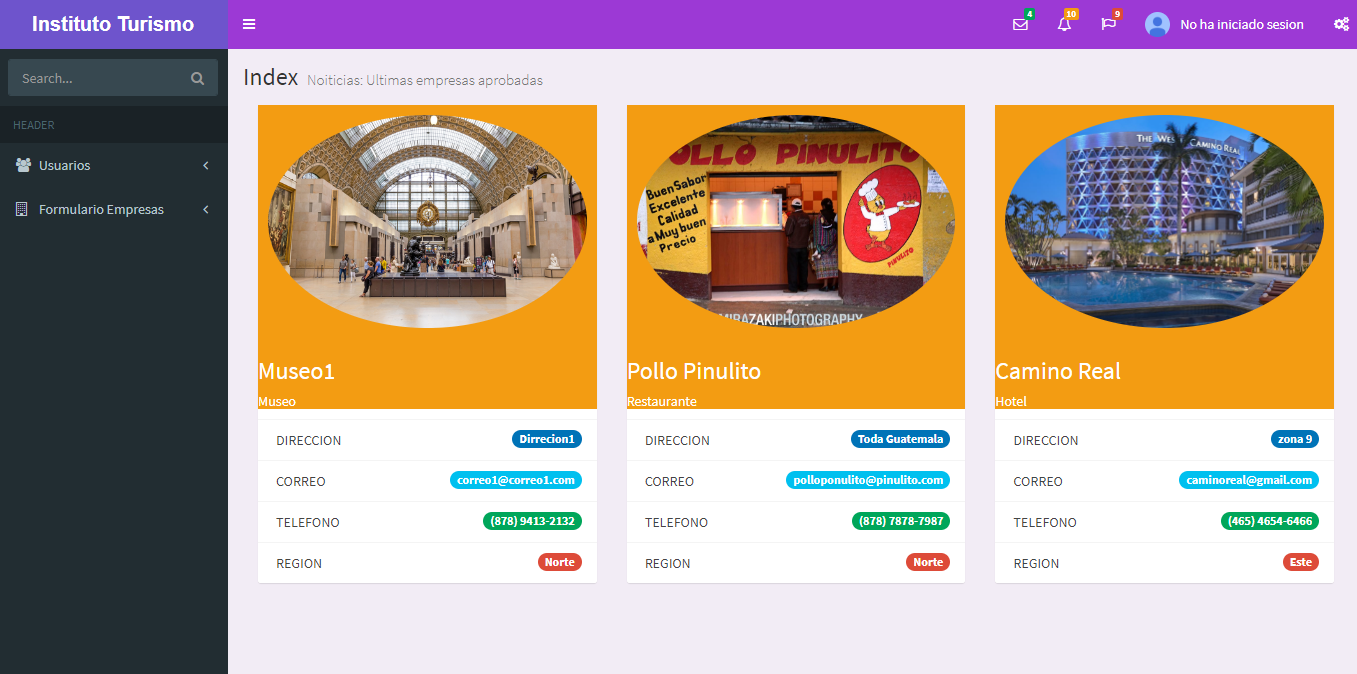 Instituto Turismo
4
10
9
No ha iniciado sesion
Search...
HEADER
Usuarios
Formulario Empresas
Index Noiticias: Ultimas empresas aprobadas
OLLO PINULITO
Buen Sabor
Excelente
Calidad
a Muy buen
Precio
PINULITO
MIRAZAKIPHOTOGRAPHY
THE WES CAMINO REAL
Museo1
Museo
DIRECCION Dirrecion1
CORREO correo1@correo1.com
TELEFONO (878) 9413-2132
REGION Norte
Pollo Pinulito
Restaurante
DIRECCION Toda Guatemala
CORREO polloponulito@pinulito.com
TELEFONO (878) 7878-7987
REGION Norte
Camino Real
Hotel
DIRECCION zona 9
CORREO caminoreal@gmail.com
TELEFONO (465) 4654-6466
REGION Este